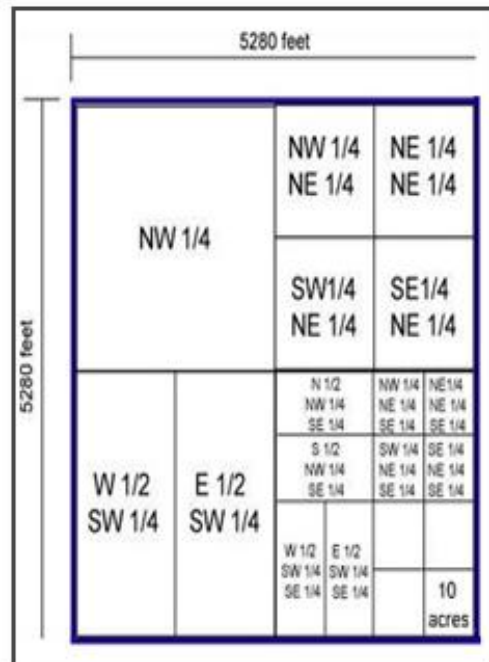 5280 feet
5280 feet
NW 1/4
NW 1/4
NE 1/4
NE 1/4
NE 1/4
SW1/4
NE 1/4
SE1/4
NE 1/4
W 1/2
SW 1/4
E 1/2
SW 1/4
N 1/2
NW 1/4
SE 1/4
NW 1/4
NE 1/4
SE 1/4
NE1/4
NE 1/4
SE 1/4
S 1/2
NW 1/4
SE 1/4
SW 1/4
NE 1/4
SE 1/4
SE 1/4
NE 1/4
SE 1/4
W 1/2
SW 1/4
SE 1/4
E 1/2
SW 1/4
SE 1/4
10
acres